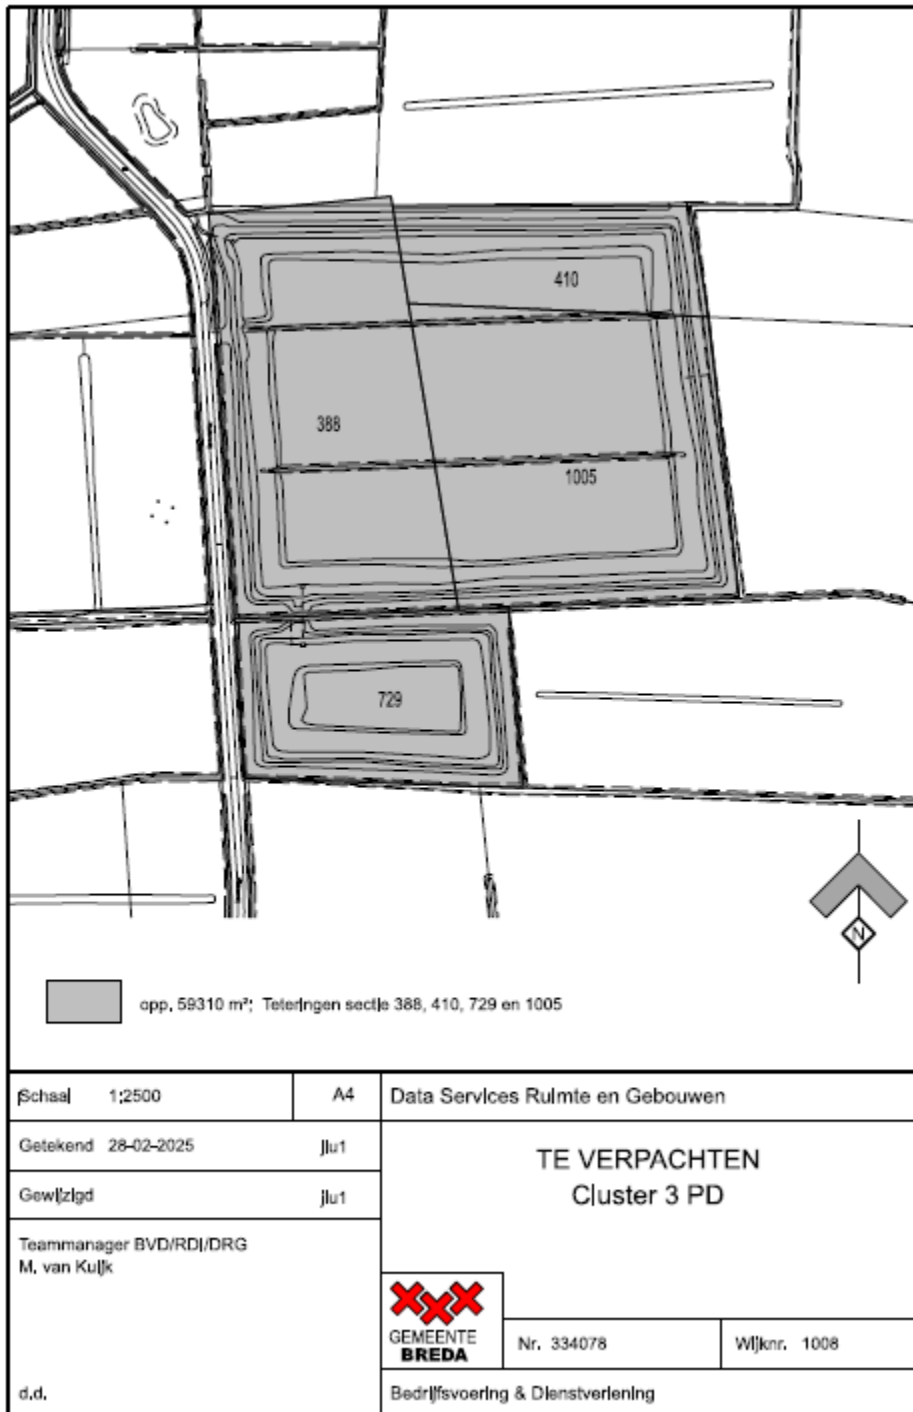 410
388
1005
729
N
opp. 59310 m²; Teteringen sectie 388, 410, 729 en 1005
Schaal 1:2500 A4
Data Services Ruimte en Gebouwen
Getekend 28-02-2025 jlu1
Gewijzigd jlu1
TE VERPACHTEN
Cluster 3 PD
Teammanager BVD/RDI/DRG
M. van Kuijk
GEMEENTE
BREDA
Nr. 334078
Wijknr. 1008
d.d.
Bedrijfsvoering & Dienstverlening